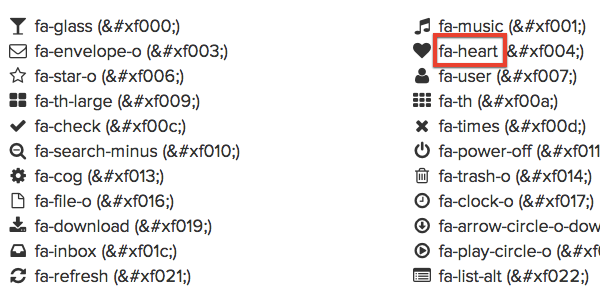 fa-glass (&#xf000;)
fa-envelope-o (&#xf003;)
fa-star-o (&#xf006;)
fa-th-large (&#xf009;)
fa-check (&#xf00c;)
fa-search-minus (&#xf010;)
fa-cog (&#xf013;)
fa-file-o (&#xf016;)
fa-download (&#xf019;)
fa-inbox (&#xf01c;)
fa-refresh (&#xf021;)
fa-music (&#xf001;)
fa-heart (&#xf004;)
fa-user (&#xf007;)
fa-th (&#xf00a;)
fa-times (&#xf00d;)
fa-power-off (&#xf011
fa-trash-o (&#xf014;)
fa-clock-o (&#xf017;)
fa-arrow-circle-o-dow
fa-play-circle-o (&#xf0
fa-list-alt (&#xf022;)